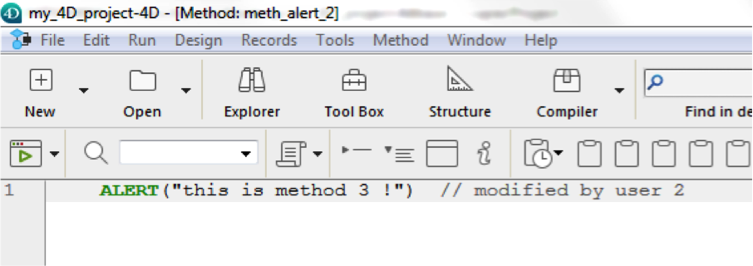 my_4D_project-4D - [Method: meth_alert_2]
File Edit Run Design Records Tools Method Window Help
New Open Explorer Tool Box Structure Compiler Find in de
1 ALERT("this is method 3 !") // modified by user 2